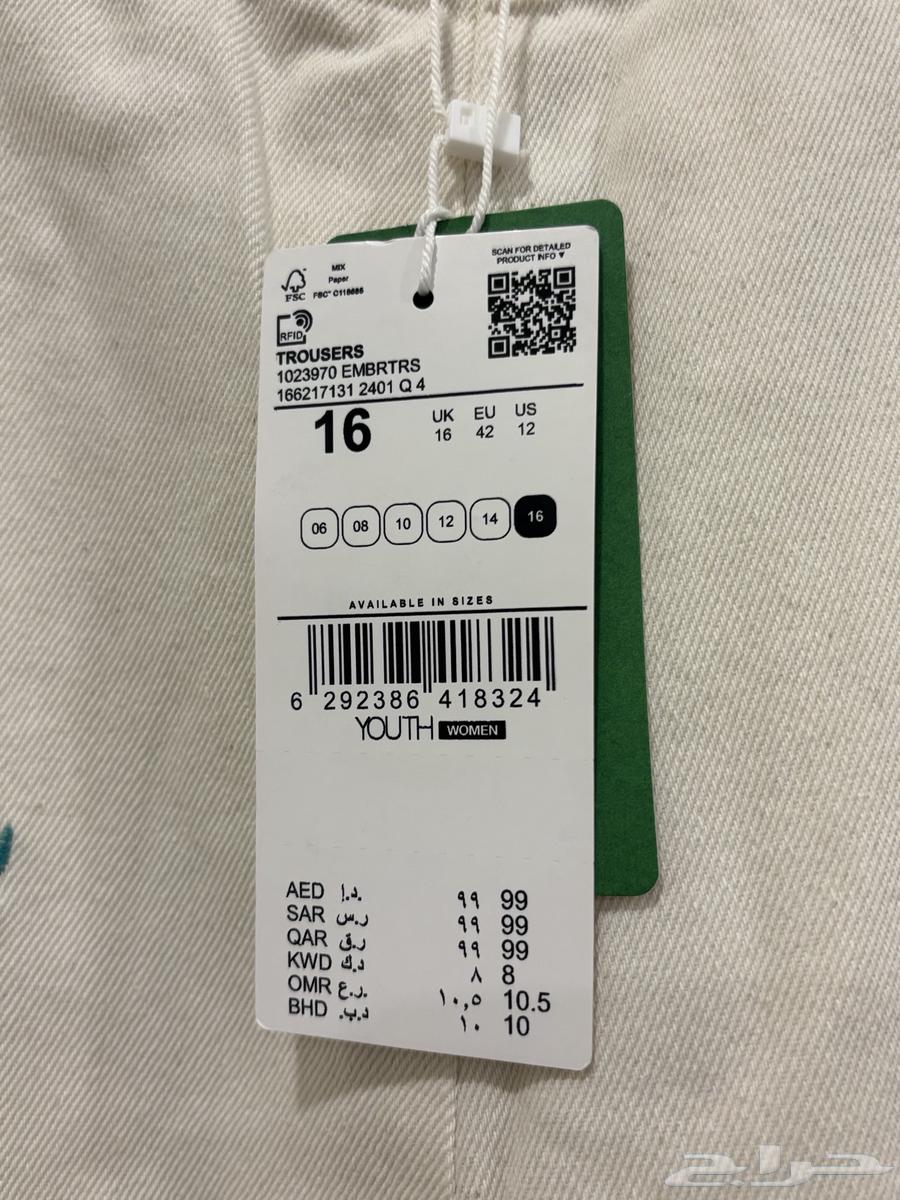 SCAN FOR DETAILED
PRODUCT INFO ▼
MIX
Paper
FSC™ C118686
FSC
RFID
TROUSERS
1023970 EMBRTRS
166217131 2401 Q 4
16
UK EU US
16 42 12
06 08 10 12 14 16
AVAILABLE IN SIZES
6 292386 418324
YOUTH WOMEN
AED د.إ. ٩٩ 99
SAR ر.س ٩٩ 99
QAR ر.ق ٩٩ 99
KWD د.ك ٨ 8
OMR ر.ع. ١٠,٥ 10.5
BHD د.ب. ١٠ 10
حراج